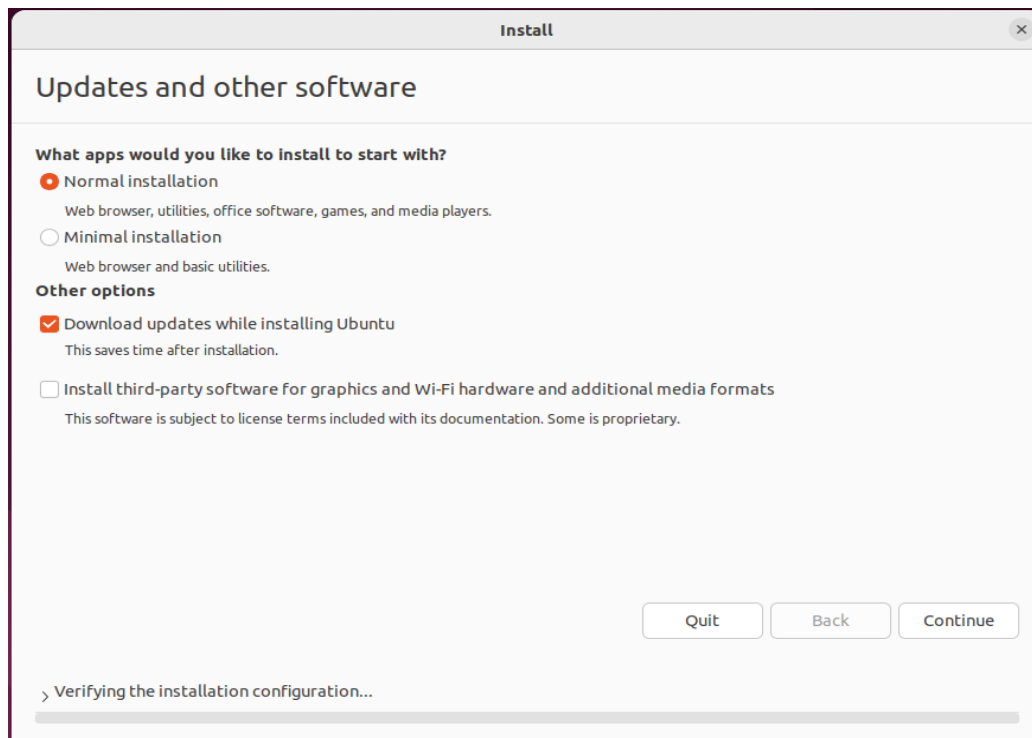 Install
Updates and other software
What apps would you like to install to start with?
Normal installation
Web browser, utilities, office software, games, and media players.
Minimal installation
Web browser and basic utilities.
Other options
Download updates while installing Ubuntu
This saves time after installation.
Install third-party software for graphics and Wi-Fi hardware and additional media formats
This software is subject to license terms included with its documentation. Some is proprietary.
Quit Back Continue
Verifying the installation configuration...